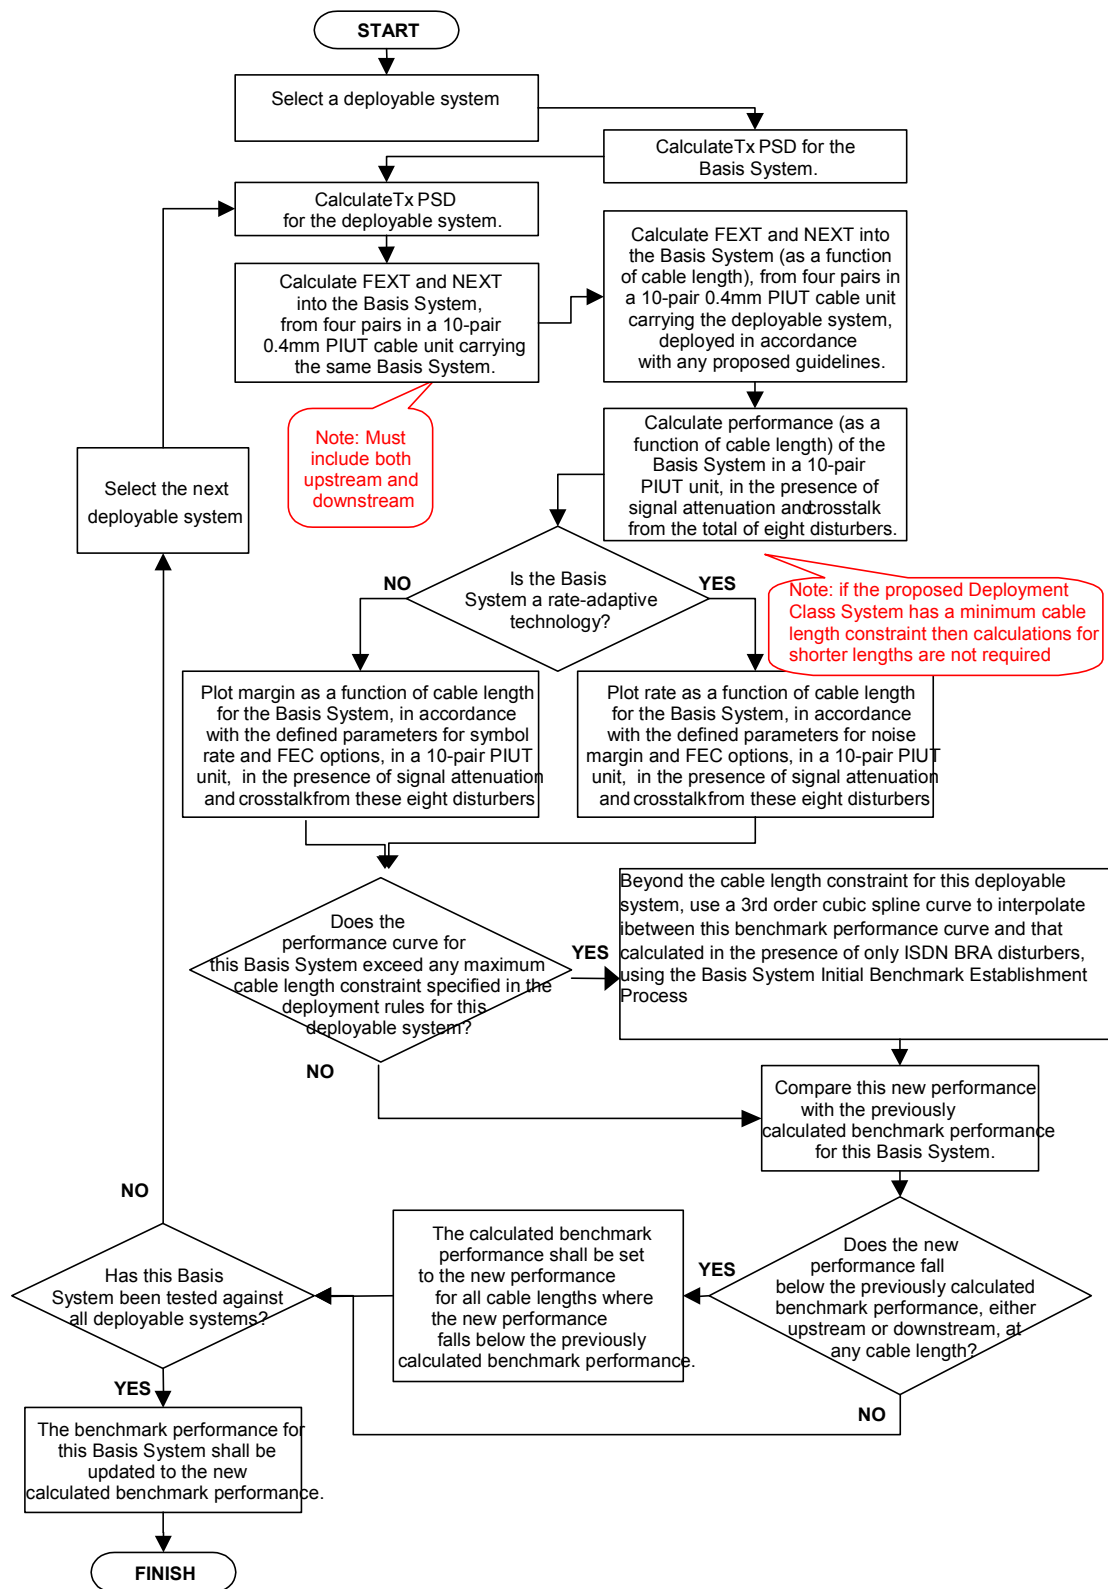 START
Select a deployable system
CalculateTx PSD for the
Basis System.
CalculateTx PSD
for the deployable system.
Calculate FEXT and NEXT
into the Basis System,
from four pairs in a 10-pair
0.4mm PIUT cable unit carrying
the same Basis System.
Calculate FEXT and NEXT into
the Basis System (as a function
of cable length), from four pairs in
a 10-pair 0.4mm PIUT cable unit
carrying the deployable system,
deployed in accordance
with any proposed guidelines.
Note: Must
include both
upstream and
downstream
Calculate performance (as a
function of cable length) of the
Basis System in a 10-pair
PIUT unit, in the presence of
signal attenuation andcrosstalk
from the total of eight disturbers.
Select the next
deployable system
Note: if the proposed Deployment
Class System has a minimum cable
length constraint then calculations for
shorter lengths are not required
NO
Is the Basis
System a rate-adaptive
technology?
YES
Plot margin as a function of cable length
for the Basis System, in accordance
with the defined parameters for symbol
rate and FEC options, in a 10-pair PIUT
unit, in the presence of signal attenuation
and crosstalkfrom these eight disturbers
Plot rate as a function of cable length
for the Basis System, in accordance
with the defined parameters for noise
margin and FEC options, in a 10-pair PIUT
unit, in the presence of signal attenuation
and crosstalkfrom these eight disturbers
Does the
performance curve for
this Basis System exceed any maximum
cable length constraint specified in the
deployment rules for this
deployable system?
YES
NO
Beyond the cable length constraint for this deployable
system, use a 3rd order cubic spline curve to interpolate
ibetween this benchmark performance curve and that
calculated in the presence of only ISDN BRA disturbers,
using the Basis System Initial Benchmark Establishment
Process
Compare this new performance
with the previously
calculated benchmark performance
for this Basis System.
Does the new
performance fall
below the previously calculated
benchmark performance, either
upstream or downstream, at
any cable length?
YES
NO
The calculated benchmark
performance shall be set
to the new performance
for all cable lengths where
the new performance
falls below the previously
calculated benchmark performance.
NO
Has this Basis
System been tested against
all deployable systems?
YES
The benchmark performance for
this Basis System shall be
updated to the new
calculated benchmark performance.
FINISH